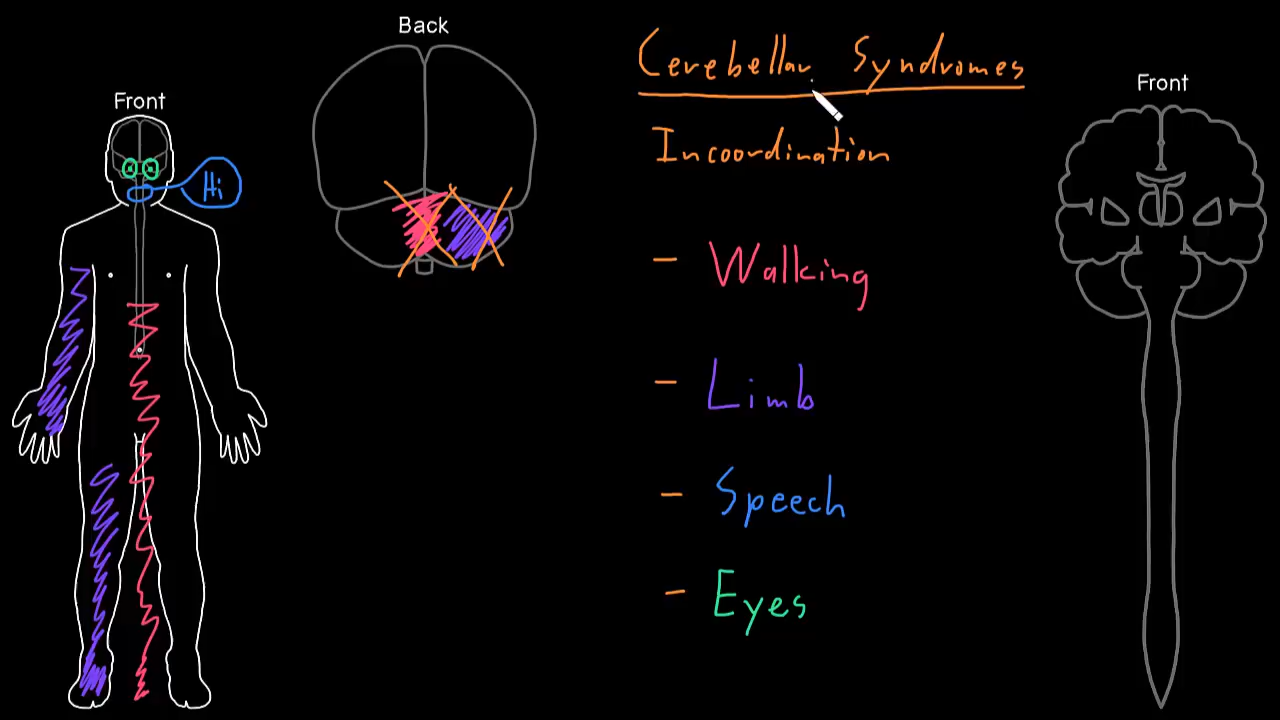 Back
Cerebellar Syndromes
Front
Front
Incoordination
Hi
- Walking
- Limb
- Speech
- Eyes